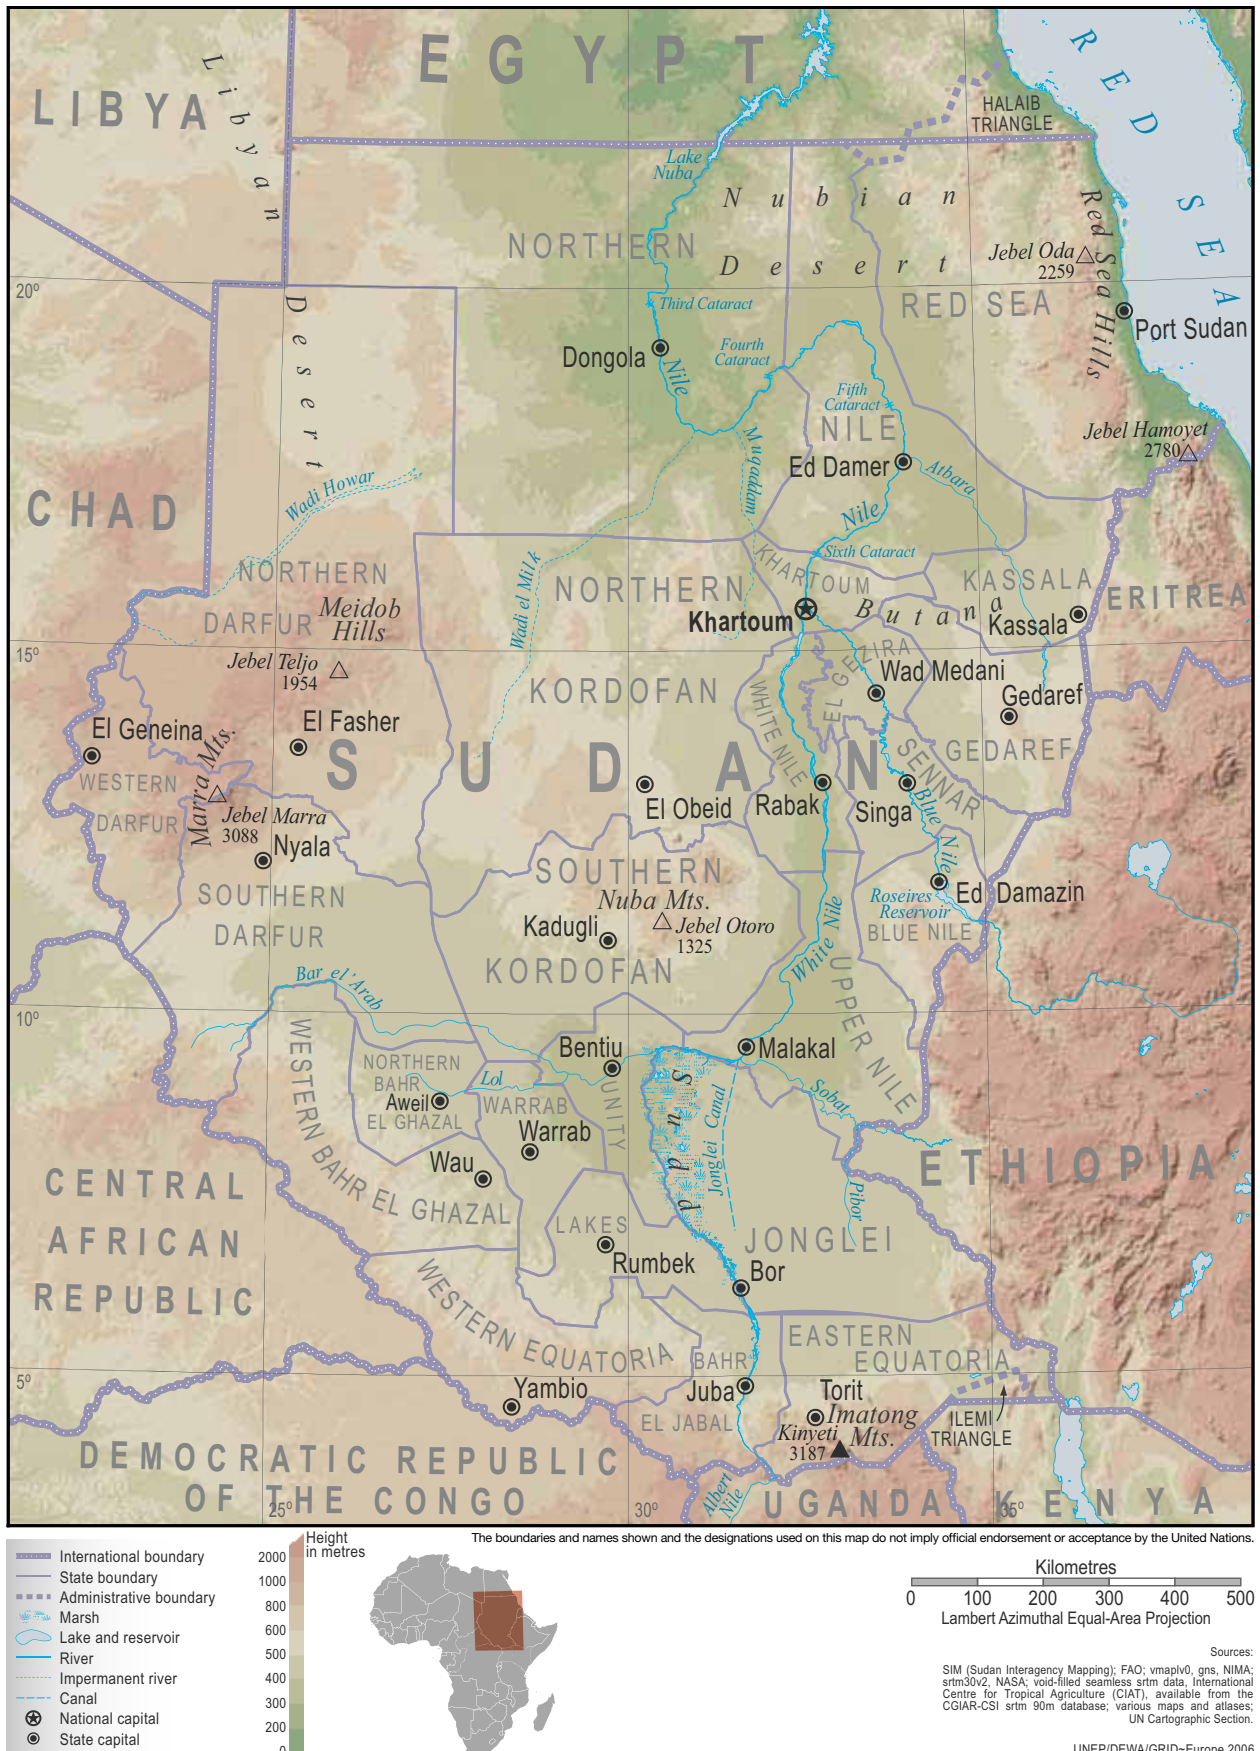 EGYPT
LIBYA
Libyan
Desert
RED SEA
HALAIB
TRIANGLE
Lake
Nuba
Nubian
Desert
NORTHERN
Red Sea Hills
Jebel Oda
2259
RED SEA
20°
Third Cataract
Port Sudan
Dongola
Nile
Fourth
Cataract
Fifth
Cataract
NILE
Jebel Hamoyet
2780
Muqaddam
Ed Damer
Atbara
Wadi Howar
CHAD
Nile
Sixth Cataract
Wadi el Milk
KHARTOUM
NORTHERN
DARFUR
Meidob
Hills
NORTHERN
KORDOFAN
KASSALA
ERITREA
Khartoum
Butana
Kassala
15°
Jebel Teljo
1954
EL GEZIRA
Wad Medani
WHITE NILE
Gedaref
GEDAREF
El Geneina
El Fasher
Marra Mts.
SUDAN
SENNAR
WESTERN
DARFUR
El Obeid
Rabak
Singa
Blue Nile
Jebel Marra
3088
Nyala
SOUTHERN
DARFUR
SOUTHERN
KORDOFAN
Nuba Mts.
Kadugli
Jebel Otoro
1325
Roseires
Reservoir
Ed Damazin
BLUE NILE
White Nile
UPPER NILE
Bar el'Arab
10°
WESTERN BAHR EL GHAZAL
NORTHERN
BAHR
EL GHAZAL
Aweil
Lol
Bentiu
UNITY
Malakal
Sudd
Jonglei Canal
Sobat
WARRAB
Warrab
Wau
Pibor
ETHIOPIA
CENTRAL
AFRICAN
REPUBLIC
LAKES
Rumbek
JONGLEI
Bor
WESTERN EQUATORIA
EASTERN
EQUATORIA
BAHR
EL JABAL
5°
Yambio
Juba
Torit
Imatong
Mts.
Kinyeti
3187
ILEMI
TRIANGLE
DEMOCRATIC REPUBLIC
OF THE CONGO
Albert
Nile
UGANDA
KENYA
25°
30°
35°
The boundaries and names shown and the designations used on this map do not imply official endorsement or acceptance by the United Nations.
International boundary
State boundary
Administrative boundary
Marsh
Lake and reservoir
River
Impermanent river
Canal
National capital
State capital
Height
in metres
2000
1000
800
600
500
400
300
200
0
Kilometres
0 100 200 300 400 500
Lambert Azimuthal Equal-Area Projection
Sources:
SIM (Sudan Interagency Mapping); FAO; vmaplv0, gns, NIMA;
srtm30v2, NASA; void-filled seamless srtm data, International
Centre for Tropical Agriculture (CIAT), available from the
CGIAR-CSI srtm 90m database; various maps and atlases;
UN Cartographic Section.
UNEP/DEWA/GRID~Europe 2006